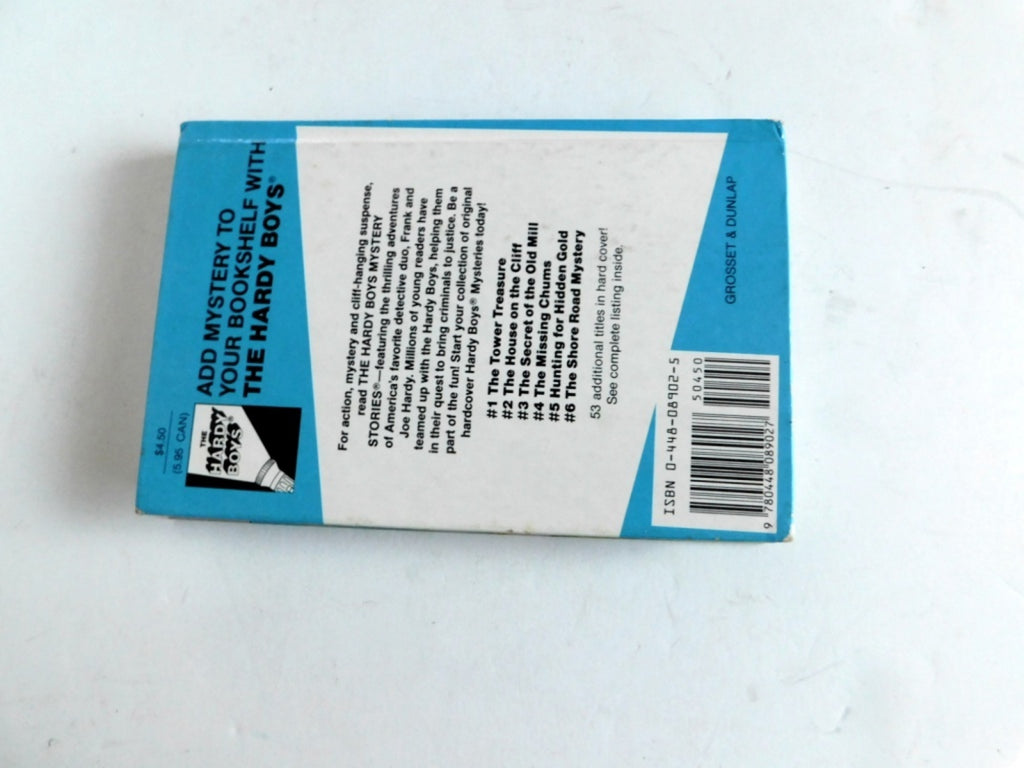 $4.50
(5.95 CAN)
THE
HARDY
BOYS®
ADD MYSTERY TO
YOUR BOOKSHELF WITH
THE HARDY BOYS®
For action, mystery and cliff-hanging suspense,
read THE HARDY BOYS MYSTERY
STORIES®—featuring the thrilling adventures
of America's favorite detective duo, Frank and
Joe Hardy. Millions of young readers have
teamed up with the Hardy Boys, helping them
in their quest to bring criminals to justice. Be a
part of the fun! Start your collection of original
hardcover Hardy Boys® Mysteries today!
#1 The Tower Treasure
#2 The House on the Cliff
#3 The Secret of the Old Mill
#4 The Missing Chums
#5 Hunting for Hidden Gold
#6 The Shore Road Mystery
53 additional titles in hard cover!
See complete listing inside.
ISBN 0-448-08902-5
50450
9 780448 089027
GROSSET & DUNLAP